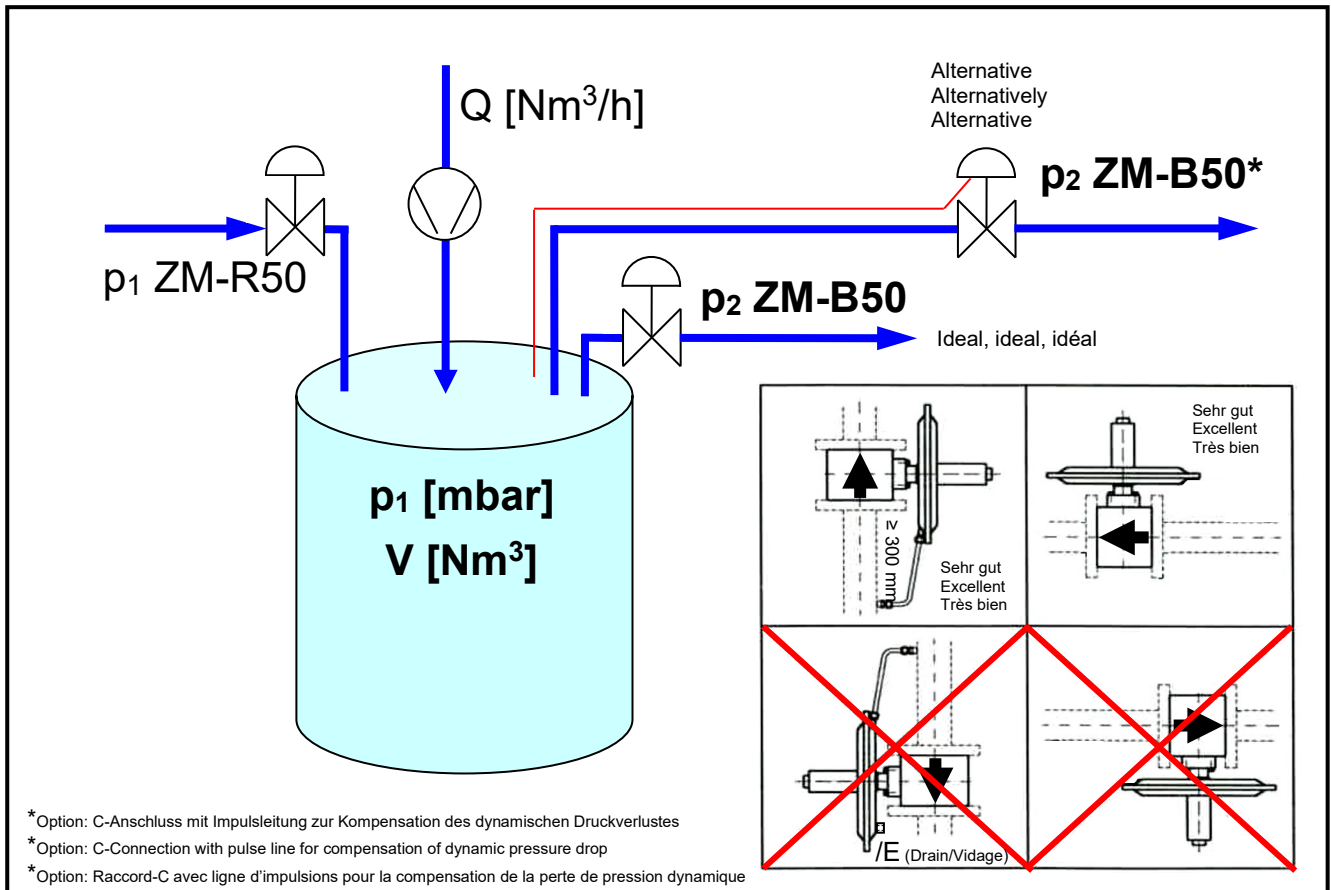 Alternative
Alternatively
Alternative
Q [Nm³/h]
p₂ ZM-B50*
p₁ ZM-R50
p₂ ZM-B50
Ideal, ideal, idéal
p₁ [mbar]
V [Nm³]
≥ 300 mm
Sehr gut
Excellent
Très bien
Sehr gut
Excellent
Très bien
/E (Drain/Vidage)
*Option: C-Anschluss mit Impulsleitung zur Kompensation des dynamischen Druckverlustes
*Option: C-Connection with pulse line for compensation of dynamic pressure drop
*Option: Raccord-C avec ligne d'impulsions pour la compensation de la perte de pression dynamique